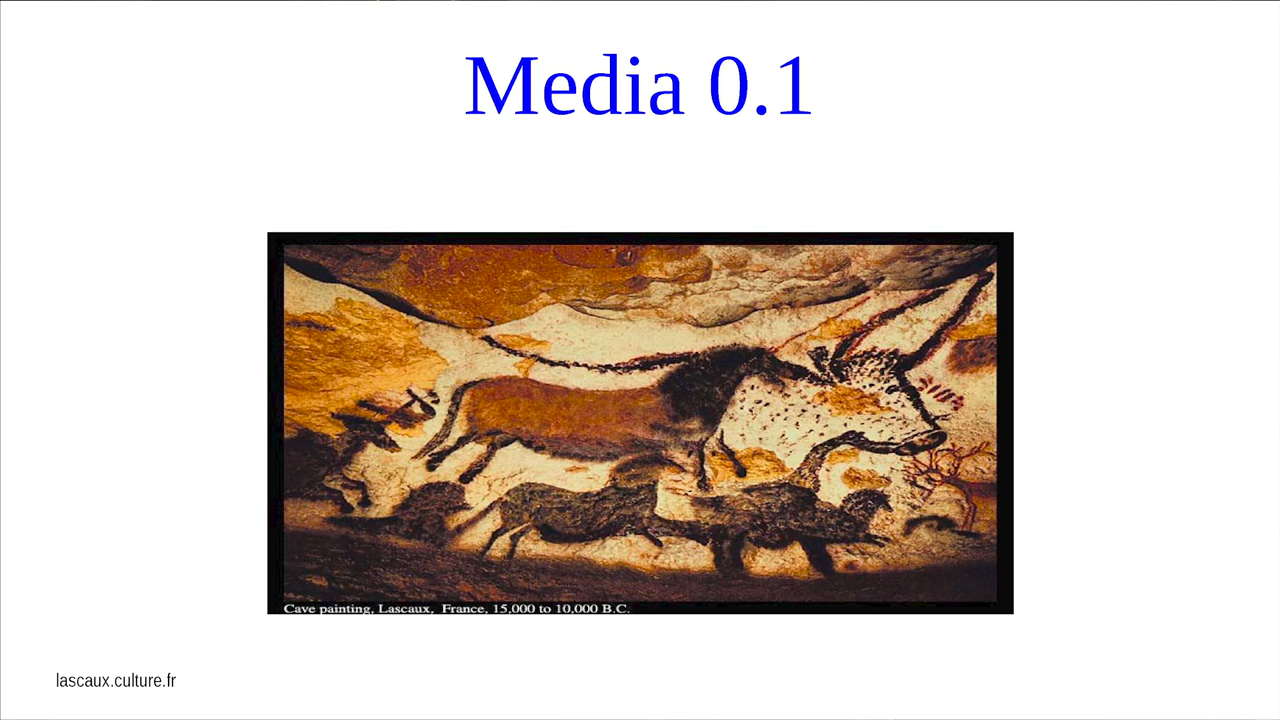 Media 0.1
Cave painting, Lascaux, France, 15,000 to 10,000 B.C.
lascaux.culture.fr